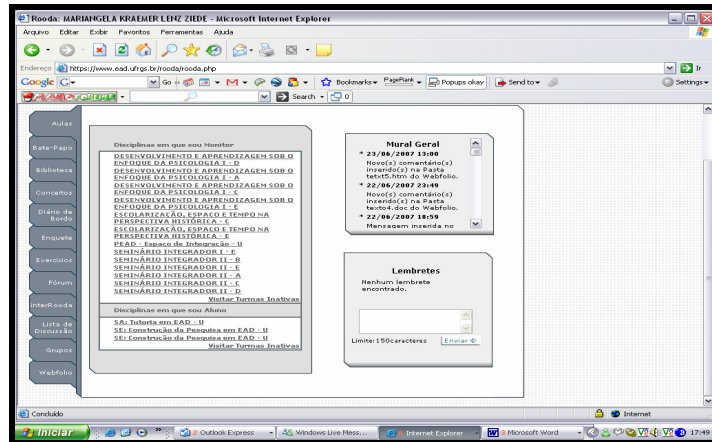 Rooda: MARIANGELA KRAEMER LENZ ZIEDE - Microsoft Internet Explorer
Arquivo Editar Exibir Favoritos Ferramentas Ajuda
Endereço https://www.ead.ufrgs.br/rooda/rooda.php Ir
Google Go Bookmarks PageRank Popups okay Send to Settings
Search 0
Aulas
Bate-Papo
Biblioteca
Conceitos
Diário de
Bordo
Enquete
Exercícios
Fórum
InterRooda
Lista de
Discussão
Grupos
Webfolio
Disciplinas em que sou Monitor
DESENVOLVIMENTO E APRENDIZAGEM SOB O
ENFOQUE DA PSICOLOGIA I - D
DESENVOLVIMENTO E APRENDIZAGEM SOB O
ENFOQUE DA PSICOLOGIA I - A
DESENVOLVIMENTO E APRENDIZAGEM SOB O
ENFOQUE DA PSICOLOGIA I - C
DESENVOLVIMENTO E APRENDIZAGEM SOB O
ENFOQUE DA PSICOLOGIA I - E
ESCOLARIZAÇÃO, ESPAÇO E TEMPO NA
PERSPECTIVA HISTÓRICA - C
ESCOLARIZAÇÃO, ESPAÇO E TEMPO NA
PERSPECTIVA HISTÓRICA - E
PEAD - Espaço de Integração - U
SEMINÁRIO INTEGRADOR I - E
SEMINÁRIO INTEGRADOR II - B
SEMINÁRIO INTEGRADOR II - E
SEMINÁRIO INTEGRADOR II - A
SEMINÁRIO INTEGRADOR II - C
SEMINÁRIO INTEGRADOR II - D
Visitar Turmas Inativas
Disciplinas em que sou Aluno
SA: Tutoria em EAD - U
SE: Construção da Pesquisa em EAD - U
SE: Construção da Pesquisa em EAD - U
Visitar Turmas Inativas
Mural Geral
* 23/06/2007 13:00
Novo(s) comentário(s)
inserido(s) na Pasta
tetxt5.htm do Webfolio.
* 22/06/2007 23:49
Novo(s) comentário(s)
inserido(s) na Pasta
texto4.doc do Webfolio.
* 22/06/2007 18:59
Mensagem inserida no
Lembretes
Nenhum lembrete
encontrado.
Limite:150caracteres Enviar
Concluído Internet
Iniciar 2 Outlook Express Windows Live Mess... Internet Explorer 3 Microsoft Word 17:49